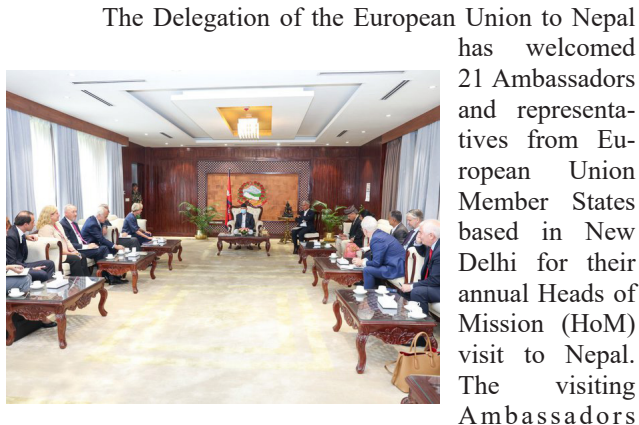 The Delegation of the European Union to Nepal
has welcomed
21 Ambassadors
and representa-
tives from Eu-
ropean Union
Member States
based in New
Delhi for their
annual Heads of
Mission (HoM)
visit to Nepal.
The visiting
Ambassadors